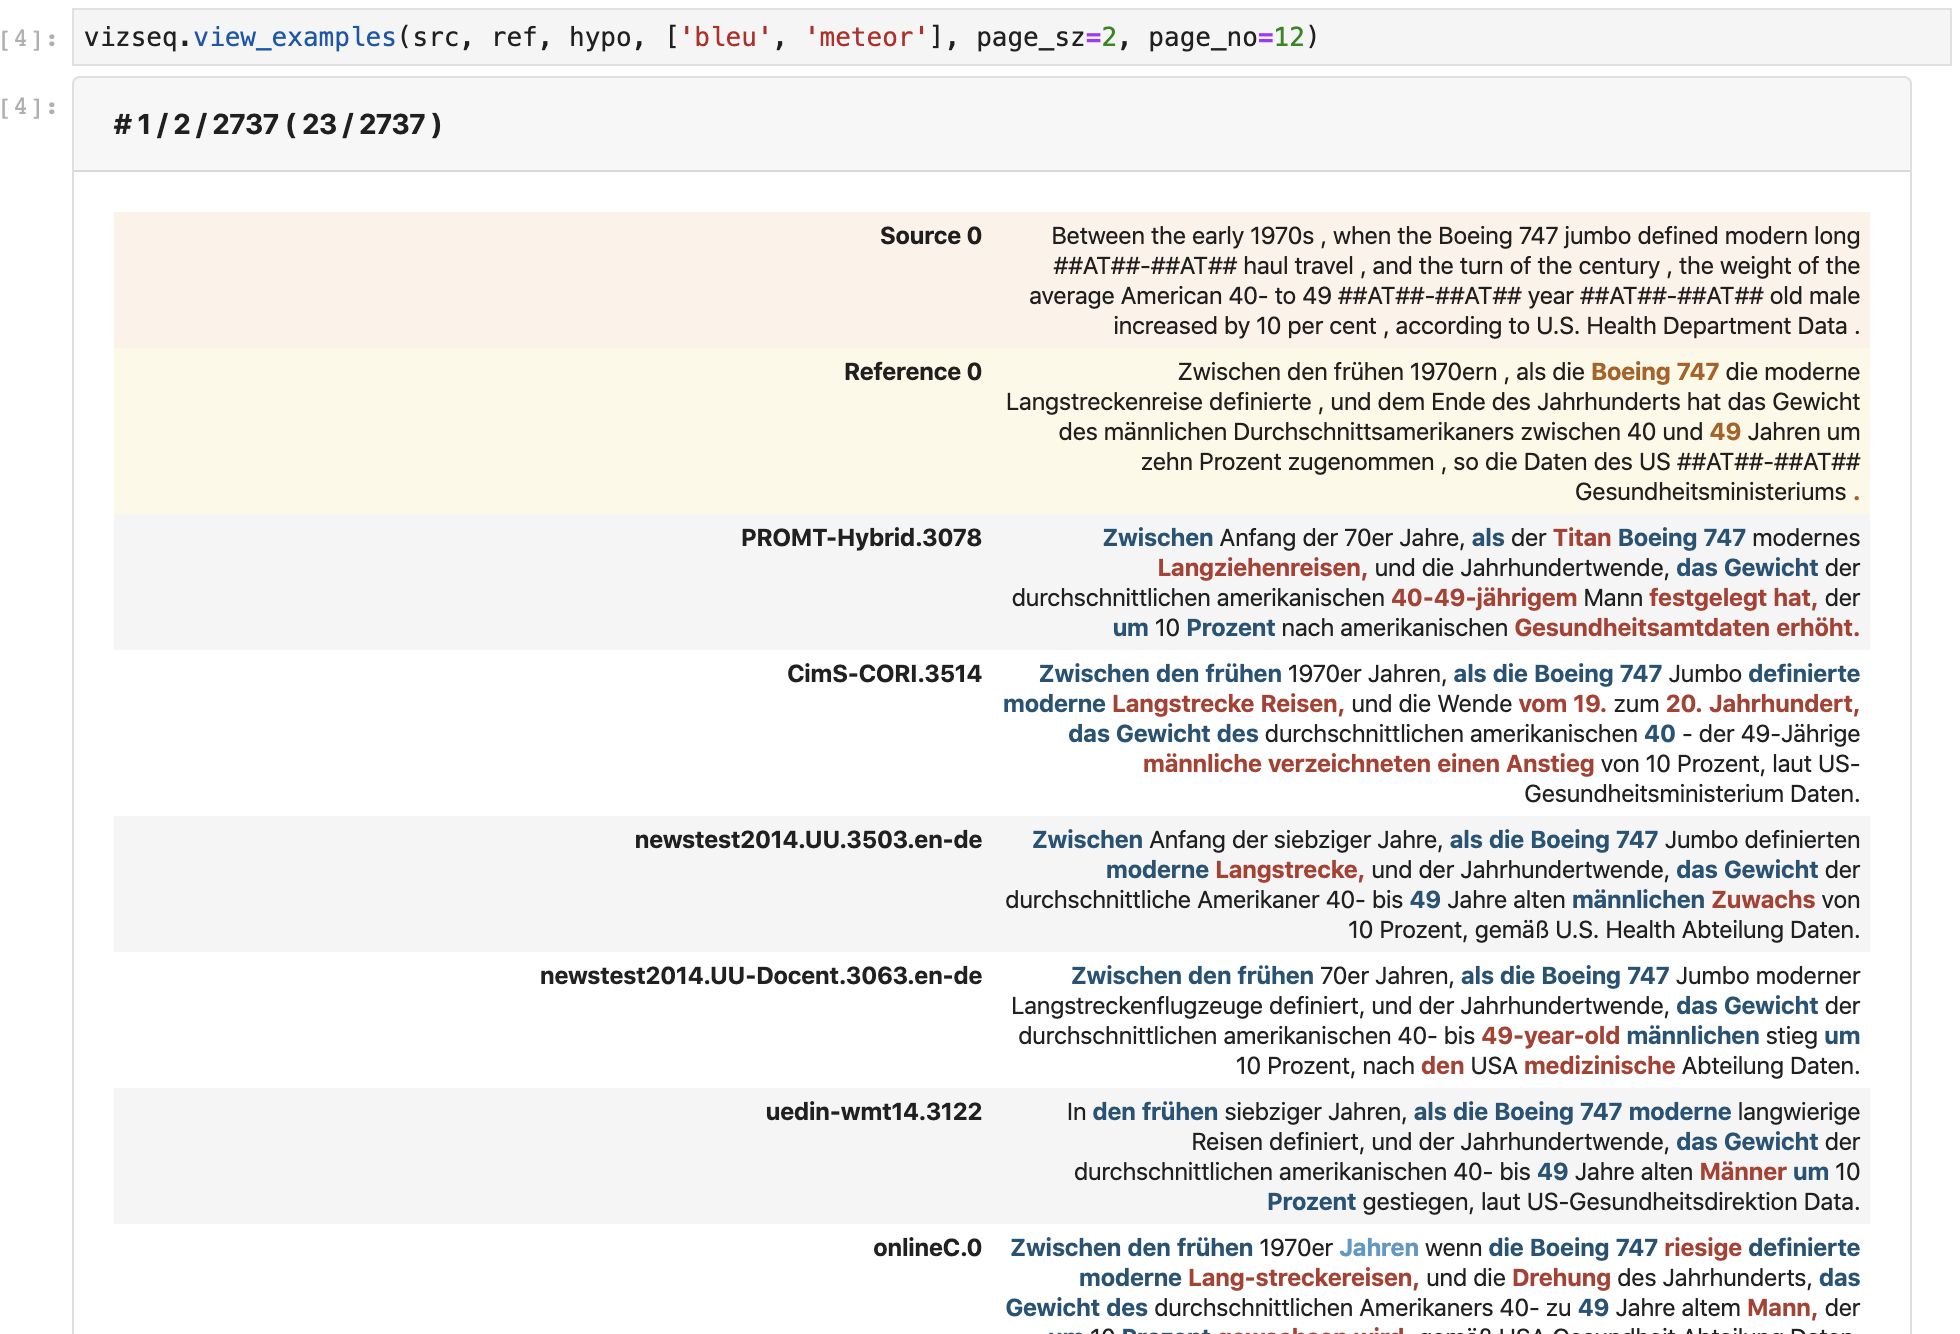 [4]: vizseq.view_examples(src, ref, hypo, ['bleu', 'meteor'], page_sz=2, page_no=12)
[4]:
# 1 / 2 / 2737 ( 23 / 2737 )
Source 0 Between the early 1970s , when the Boeing 747 jumbo defined modern long
##AT##-##AT## haul travel , and the turn of the century , the weight of the
average American 40- to 49 ##AT##-##AT## year ##AT##-##AT## old male
increased by 10 per cent , according to U.S. Health Department Data .
Reference 0 Zwischen den frühen 1970ern , als die Boeing 747 die moderne
Langstreckenreise definierte , und dem Ende des Jahrhunderts hat das Gewicht
des männlichen Durchschnittsamerikaners zwischen 40 und 49 Jahren um
zehn Prozent zugenommen , so die Daten des US ##AT##-##AT##
Gesundheitsministeriums .
PROMT-Hybrid.3078 Zwischen Anfang der 70er Jahre, als der Titan Boeing 747 modernes
Langziehenreisen, und die Jahrhundertwende, das Gewicht der
durchschnittlichen amerikanischen 40-49-jährigem Mann festgelegt hat, der
um 10 Prozent nach amerikanischen Gesundheitsamtdaten erhöht.
CimS-CORI.3514 Zwischen den frühen 1970er Jahren, als die Boeing 747 Jumbo definierte
moderne Langstrecke Reisen, und die Wende vom 19. zum 20. Jahrhundert,
das Gewicht des durchschnittlichen amerikanischen 40 - der 49-Jährige
männliche verzeichneten einen Anstieg von 10 Prozent, laut US-
Gesundheitsministerium Daten.
newstest2014.UU.3503.en-de Zwischen Anfang der siebziger Jahre, als die Boeing 747 Jumbo definierten
moderne Langstrecke, und der Jahrhundertwende, das Gewicht der
durchschnittliche Amerikaner 40- bis 49 Jahre alten männlichen Zuwachs von
10 Prozent, gemäß U.S. Health Abteilung Daten.
newstest2014.UU-Docent.3063.en-de Zwischen den frühen 70er Jahren, als die Boeing 747 Jumbo moderner
Langstreckenflugzeuge definiert, und der Jahrhundertwende, das Gewicht der
durchschnittlichen amerikanischen 40- bis 49-year-old männlichen stieg um
10 Prozent, nach den USA medizinische Abteilung Daten.
uedin-wmt14.3122 In den frühen siebziger Jahren, als die Boeing 747 moderne langwierige
Reisen definiert, und der Jahrhundertwende, das Gewicht der
durchschnittlichen amerikanischen 40- bis 49 Jahre alten Männer um 10
Prozent gestiegen, laut US-Gesundheitsdirektion Data.
onlineC.0 Zwischen den frühen 1970er Jahren wenn die Boeing 747 riesige definierte
moderne Lang-streckereisen, und die Drehung des Jahrhunderts, das
Gewicht des durchschnittlichen Amerikaners 40- zu 49 Jahre altem Mann, der